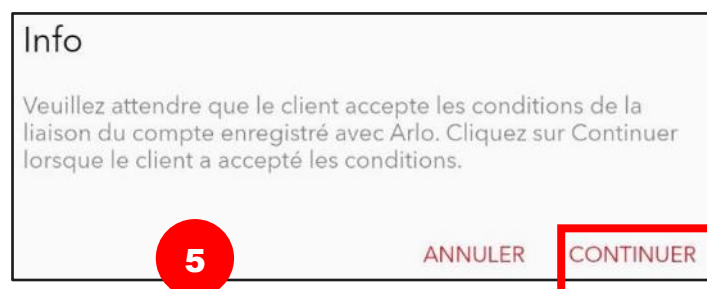 Info
Veuillez attendre que le client accepte les conditions de la
liaison du compte enregistré avec Arlo. Cliquez sur Continuer
lorsque le client a accepté les conditions.
5
ANNULER CONTINUER